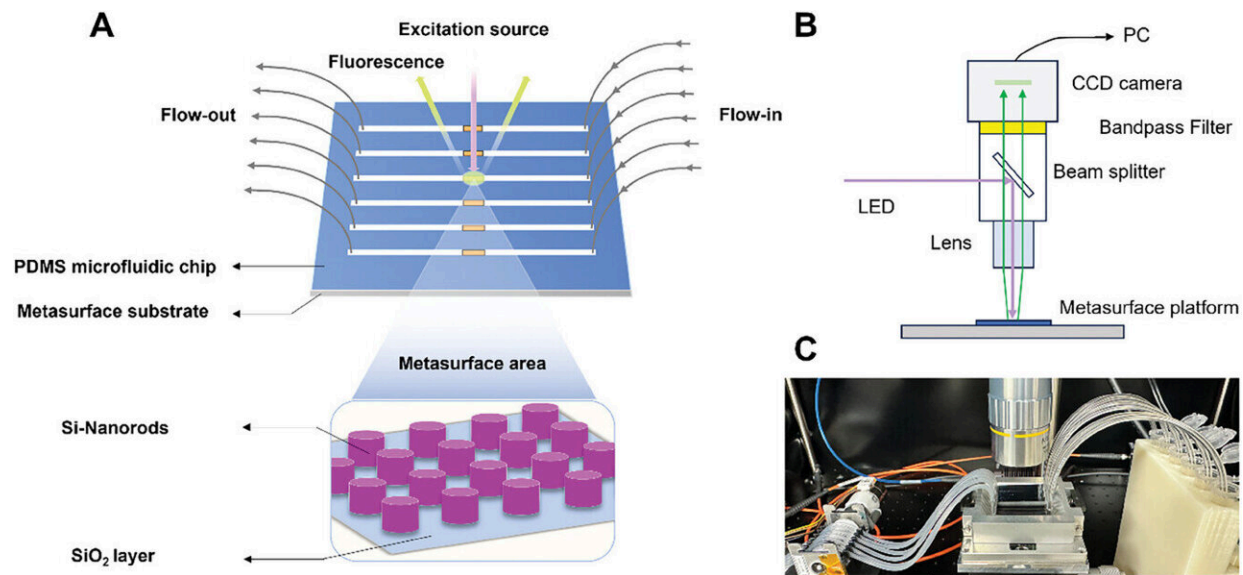 A
Excitation source
Fluorescence
Flow-out
Flow-in
PDMS microfluidic chip
Metasurface substrate
Metasurface area
Si-Nanorods
SiO₂ layer
B
PC
CCD camera
Bandpass Filter
Beam splitter
LED
Lens
Metasurface platform
C